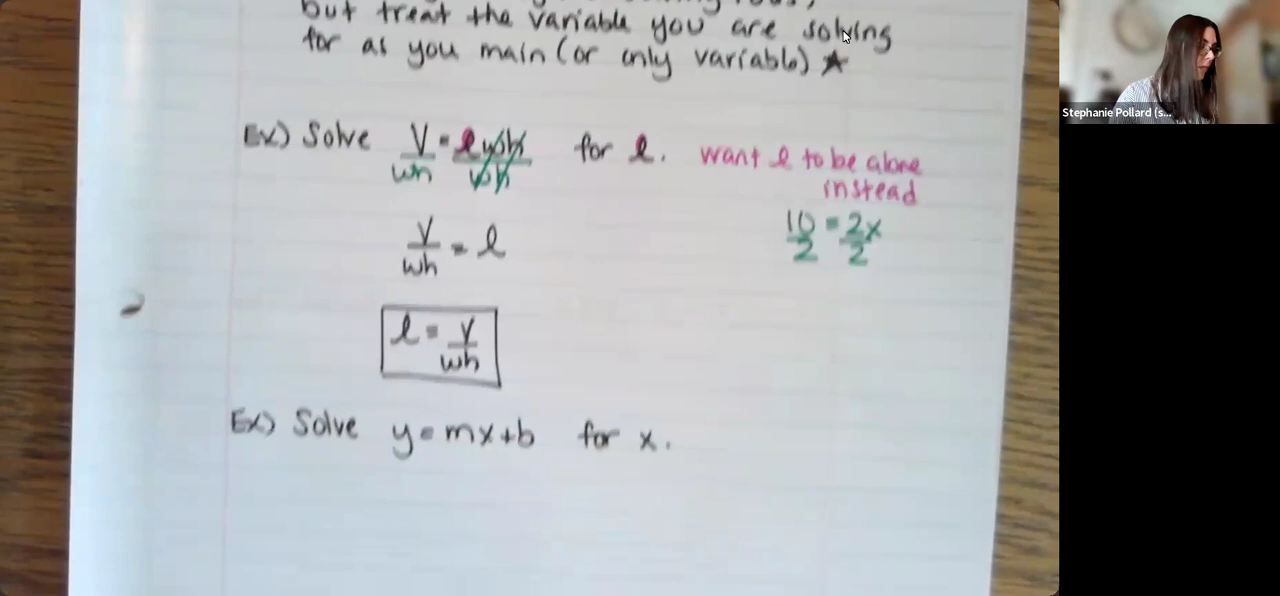 but treat the variable you are solving
for as you main (or only variable) ★
Ex) Solve V/wh = lwh/wh for l. want l to be alone
instead
10/2 = 2x/2
V/wh = l
l = V/wh
Ex) Solve y = mx + b for x.
Stephanie Pollard (s...